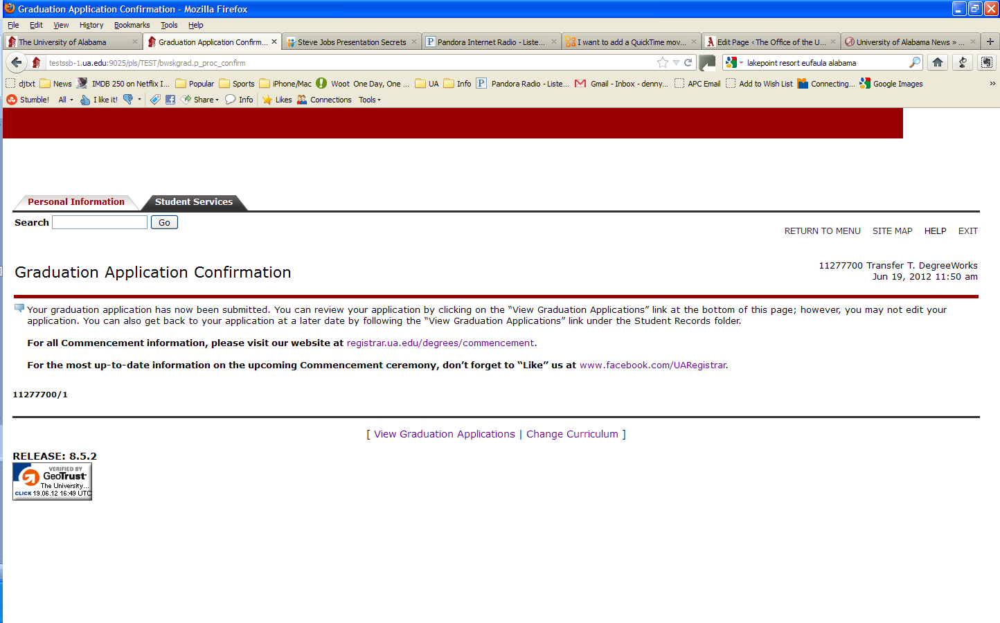 Graduation Application Confirmation - Mozilla Firefox
File Edit View History Bookmarks Tools Help
The University of Alabama Graduation Application Confirm... Steve Jobs Presentation Secrets Pandora Internet Radio - Liste... I want to add a QuickTime mov... Edit Page ‹ The Office of the U... University of Alabama News » ...
testssb-1.ua.edu:9025/pls/TEST/bwskgrad.p_proc_confirm lakepoint resort eufaula alabama
djtxt News IMDB 250 on Netflix I... Popular Sports iPhone/Mac Woot One Day, One ... UA Info Pandora Radio - Liste... Gmail - Inbox - denny... APC Email Add to Wish List Connecting... Google Images »
Stumble! All I like it! Share Info Likes Connections Tools
Personal Information Student Services
Search Go
RETURN TO MENU SITE MAP HELP EXIT
Graduation Application Confirmation
11277700 Transfer T. DegreeWorks
Jun 19, 2012 11:50 am
Your graduation application has now been submitted. You can review your application by clicking on the “View Graduation Applications” link at the bottom of this page; however, you may not edit your
application. You can also get back to your application at a later date by following the “View Graduation Applications” link under the Student Records folder.
For all Commencement information, please visit our website at registrar.ua.edu/degrees/commencement.
For the most up-to-date information on the upcoming Commencement ceremony, don’t forget to “Like” us at www.facebook.com/UARegistrar.
11277700/1
[ View Graduation Applications | Change Curriculum ]
RELEASE: 8.5.2
VERIFIED BY
GeoTrust
The University...
CLICK 19.06.12 16:49 UTC